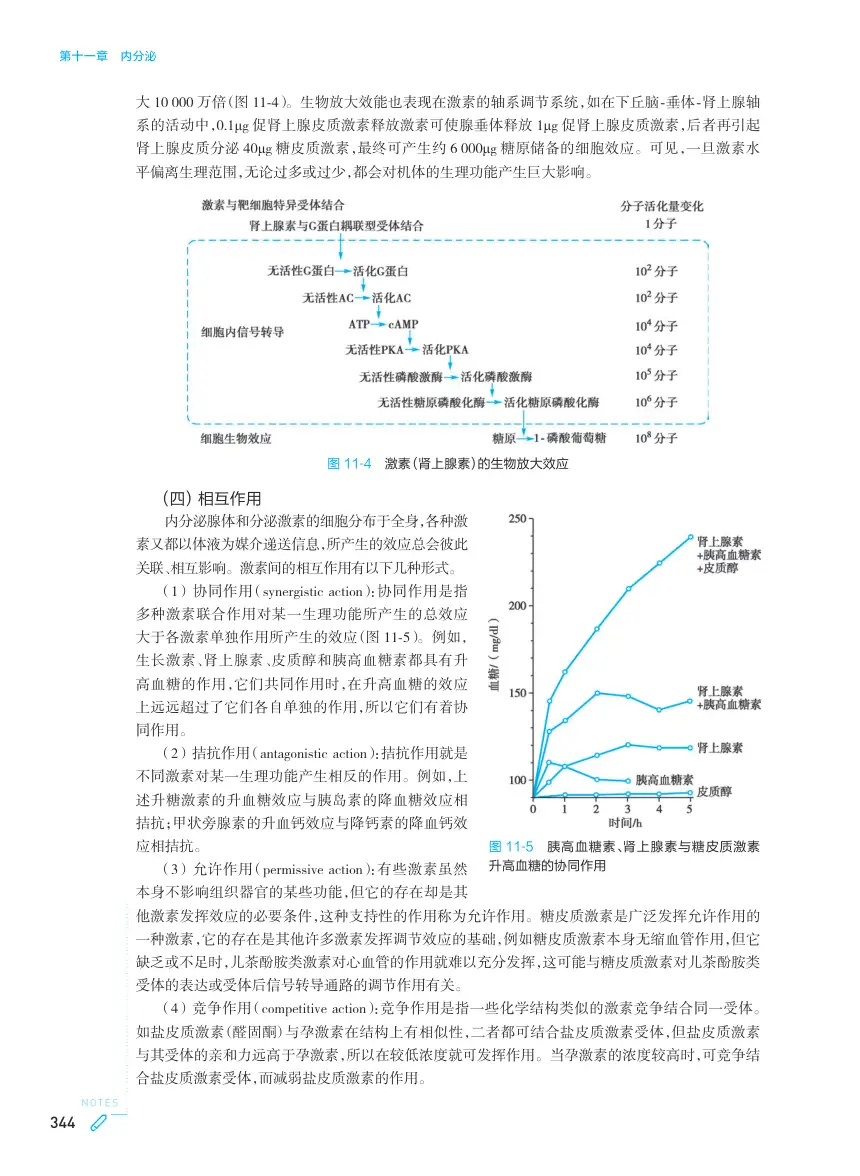 第十一章 内分泌
大 10 000 万倍(图 11-4)。生物放大效能也表现在激素的轴系调节系统,如在下丘脑-垂体-肾上腺轴
系的活动中,0.1μg 促肾上腺皮质激素释放激素可使腺垂体释放 1μg 促肾上腺皮质激素,后者再引起
肾上腺皮质分泌 40μg 糖皮质激素,最终可产生约 6 000μg 糖原储备的细胞效应。可见,一旦激素水
平偏离生理范围,无论过多或过少,都会对机体的生理功能产生巨大影响。
激素与靶细胞特异受体结合 分子活化量变化
肾上腺素与G蛋白耦联型受体结合 1分子
无活性G蛋白→活化G蛋白 10² 分子
无活性AC→活化AC 10² 分子
ATP→cAMP 10⁴ 分子
细胞内信号转导
无活性PKA→活化PKA 10⁴ 分子
无活性磷酸激酶→活化磷酸激酶 10⁵ 分子
无活性糖原磷酸化酶→活化糖原磷酸化酶 10⁶ 分子
细胞生物效应 糖原→1-磷酸葡萄糖 10⁸ 分子
图 11-4 激素(肾上腺素)的生物放大效应
(四)相互作用
内分泌腺体和分泌激素的细胞分布于全身,各种激
素又都以体液为媒介递送信息,所产生的效应总会彼此
关联、相互影响。激素间的相互作用有以下几种形式。
(1)协同作用(synergistic action):协同作用是指
多种激素联合作用对某一生理功能所产生的总效应
大于各激素单独作用所产生的效应(图 11-5)。例如,
生长激素、肾上腺素、皮质醇和胰高血糖素都具有升
高血糖的作用,它们共同作用时,在升高血糖的效应
上远远超过了它们各自单独的作用,所以它们有着协
同作用。
(2)拮抗作用(antagonistic action):拮抗作用就是
不同激素对某一生理功能产生相反的作用。例如,上
述升糖激素的升血糖效应与胰岛素的降血糖效应相
拮抗;甲状旁腺素的升血钙效应与降钙素的降血钙效
应相拮抗。
(3)允许作用(permissive action):有些激素虽然
本身不影响组织器官的某些功能,但它的存在却是其
250
200
150
100
血糖/(mg/dl)
肾上腺素
+胰高血糖素
+皮质醇
肾上腺素
+胰高血糖素
肾上腺素
胰高血糖素
皮质醇
0 1 2 3 4 5
时间/h
图 11-5 胰高血糖素、肾上腺素与糖皮质激素
升高血糖的协同作用
他激素发挥效应的必要条件,这种支持性的作用称为允许作用。糖皮质激素是广泛发挥允许作用的
一种激素,它的存在是其他许多激素发挥调节效应的基础,例如糖皮质激素本身无缩血管作用,但它
缺乏或不足时,儿茶酚胺类激素对心血管的作用就难以充分发挥,这可能与糖皮质激素对儿茶酚胺类
受体的表达或受体后信号转导通路的调节作用有关。
(4)竞争作用(competitive action):竞争作用是指一些化学结构类似的激素竞争结合同一受体。
如盐皮质激素(醛固酮)与孕激素在结构上有相似性,二者都可结合盐皮质激素受体,但盐皮质激素
与其受体的亲和力远高于孕激素,所以在较低浓度就可发挥作用。当孕激素的浓度较高时,可竞争结
合盐皮质激素受体,而减弱盐皮质激素的作用。
NOTES
344